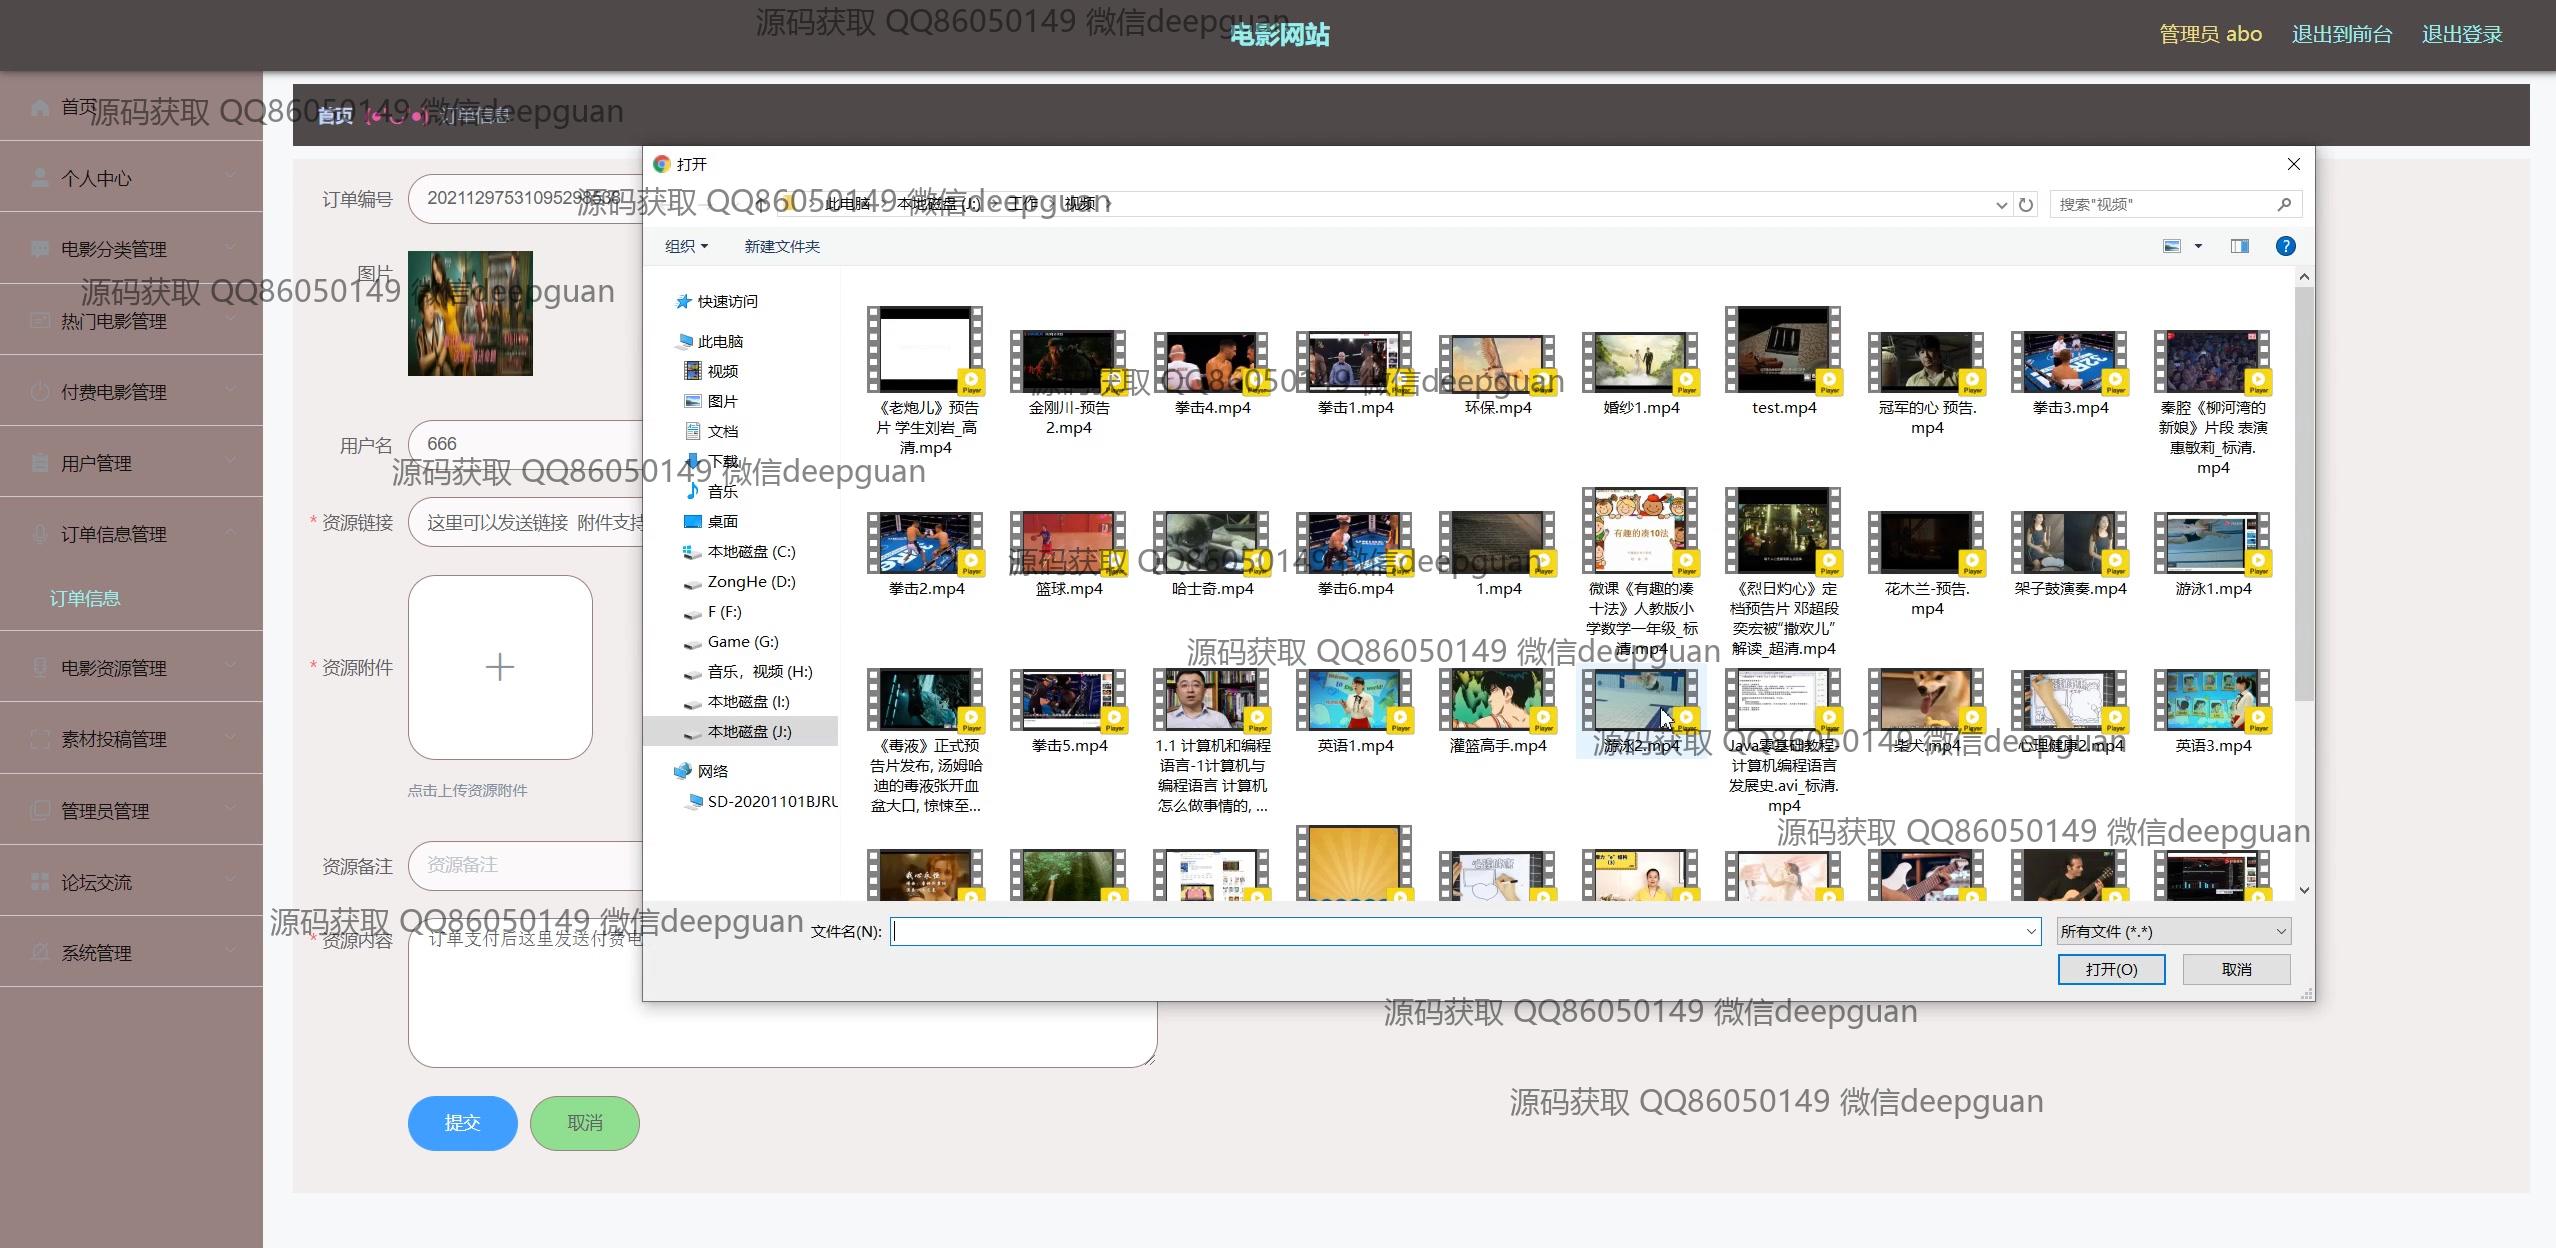 源码获取 QQ86050149 微信deepguan
电影网站
管理员 abo
退出到前台
退出登录
首页
源码获取 QQ86050149 微信deepguan
首页
订单信息
个人中心
电影分类管理
热门电影管理
付费电影管理
用户管理
订单信息管理
订单信息
电影资源管理
素材投稿管理
管理员管理
论坛交流
系统管理
订单编号
图片
源码获取 QQ86050149 微信deepguan
用户名
666
* 资源链接
这里可以发送链接 附件支持
* 资源附件
点击上传资源附件
资源备注
资源备注
* 资源内容
订单支付后这里发送付费电
提交
取消
打开
源码获取 QQ86050149 微信deepguan
此电脑
本地磁盘 (J:)
工作
视频
搜索"视频"
组织
新建文件夹
快速访问
此电脑
视频
图片
文档
下载
音乐
桌面
本地磁盘 (C:)
ZongHe (D:)
F (F:)
Game (G:)
音乐，视频 (H:)
本地磁盘 (I:)
本地磁盘 (J:)
网络
SD-20201101BJRU
源码获取 QQ86050149 微信deepguan
《老炮儿》预告
片 学生刘岩_高
清.mp4
金刚川-预告
2.mp4
拳击4.mp4
拳击1.mp4
环保.mp4
婚纱1.mp4
test.mp4
冠军的心 预告.
mp4
拳击3.mp4
秦腔《柳河湾的
新娘》片段 表演
惠敏莉_标清.
mp4
源码获取 QQ86050149 微信deepguan
拳击2.mp4
篮球.mp4
哈士奇.mp4
拳击6.mp4
1.mp4
有趣的凑10法
微课《有趣的凑
十法》人教版小
学数学一年级_标
清.mp4
《烈日灼心》定
档预告片 邓超段
奕宏被“撒欢儿”
解读_超清.mp4
花木兰-预告.
mp4
架子鼓演奏.mp4
游泳1.mp4
源码获取 QQ86050149 微信deepguan
源码获取 QQ86050149 微信deepguan
《毒液》正式预
告片发布, 汤姆哈
迪的毒液张开血
盆大口, 惊悚至...
拳击5.mp4
1.1 计算机和编程
语言-1计算机与
编程语言 计算机
怎么做事情的, ...
英语1.mp4
灌篮高手.mp4
游泳2.mp4
Java零基础教程-
计算机编程语言
发展史.avi_标清.
mp4
柴犬.mp4
心理健康2.mp4
英语3.mp4
源码获取 QQ86050149 微信deepguan
源码获取 QQ86050149 微信deepguan
我心永恒
源码获取 QQ86050149 微信deepguan
文件名(N):
所有文件 (*.*)
打开(O)
取消
源码获取 QQ86050149 微信deepguan
源码获取 QQ86050149 微信deepguan